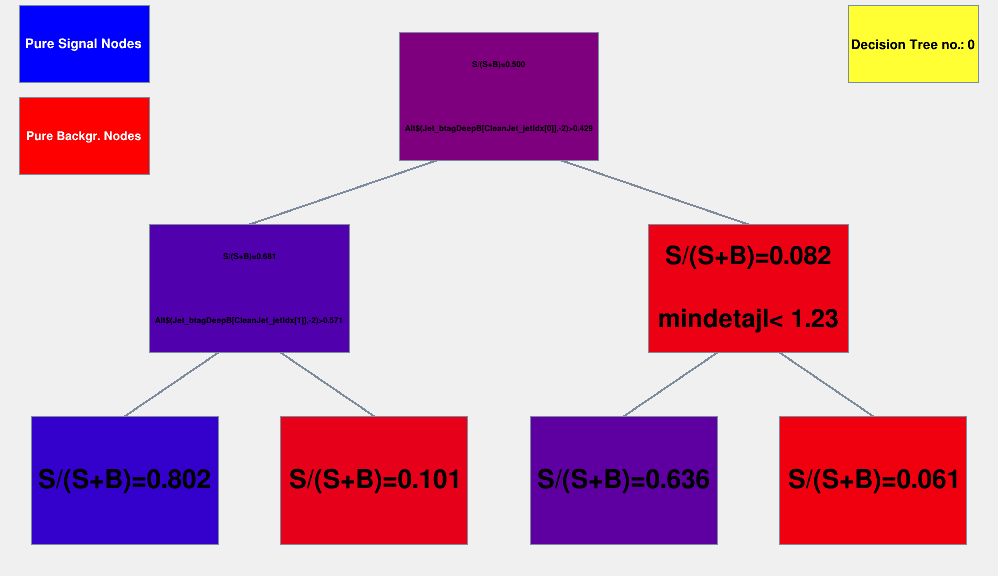 Pure Signal Nodes
Pure Backgr. Nodes
Decision Tree no.: 0
S/(S+B)=0.500
Alt$(Jet_btagDeepB[CleanJet_jetIdx[0]],-2)>0.429
S/(S+B)=0.681
Alt$(Jet_btagDeepB[CleanJet_jetIdx[1]],-2)>0.571
S/(S+B)=0.082
mindetajl< 1.23
S/(S+B)=0.802
S/(S+B)=0.101
S/(S+B)=0.636
S/(S+B)=0.061